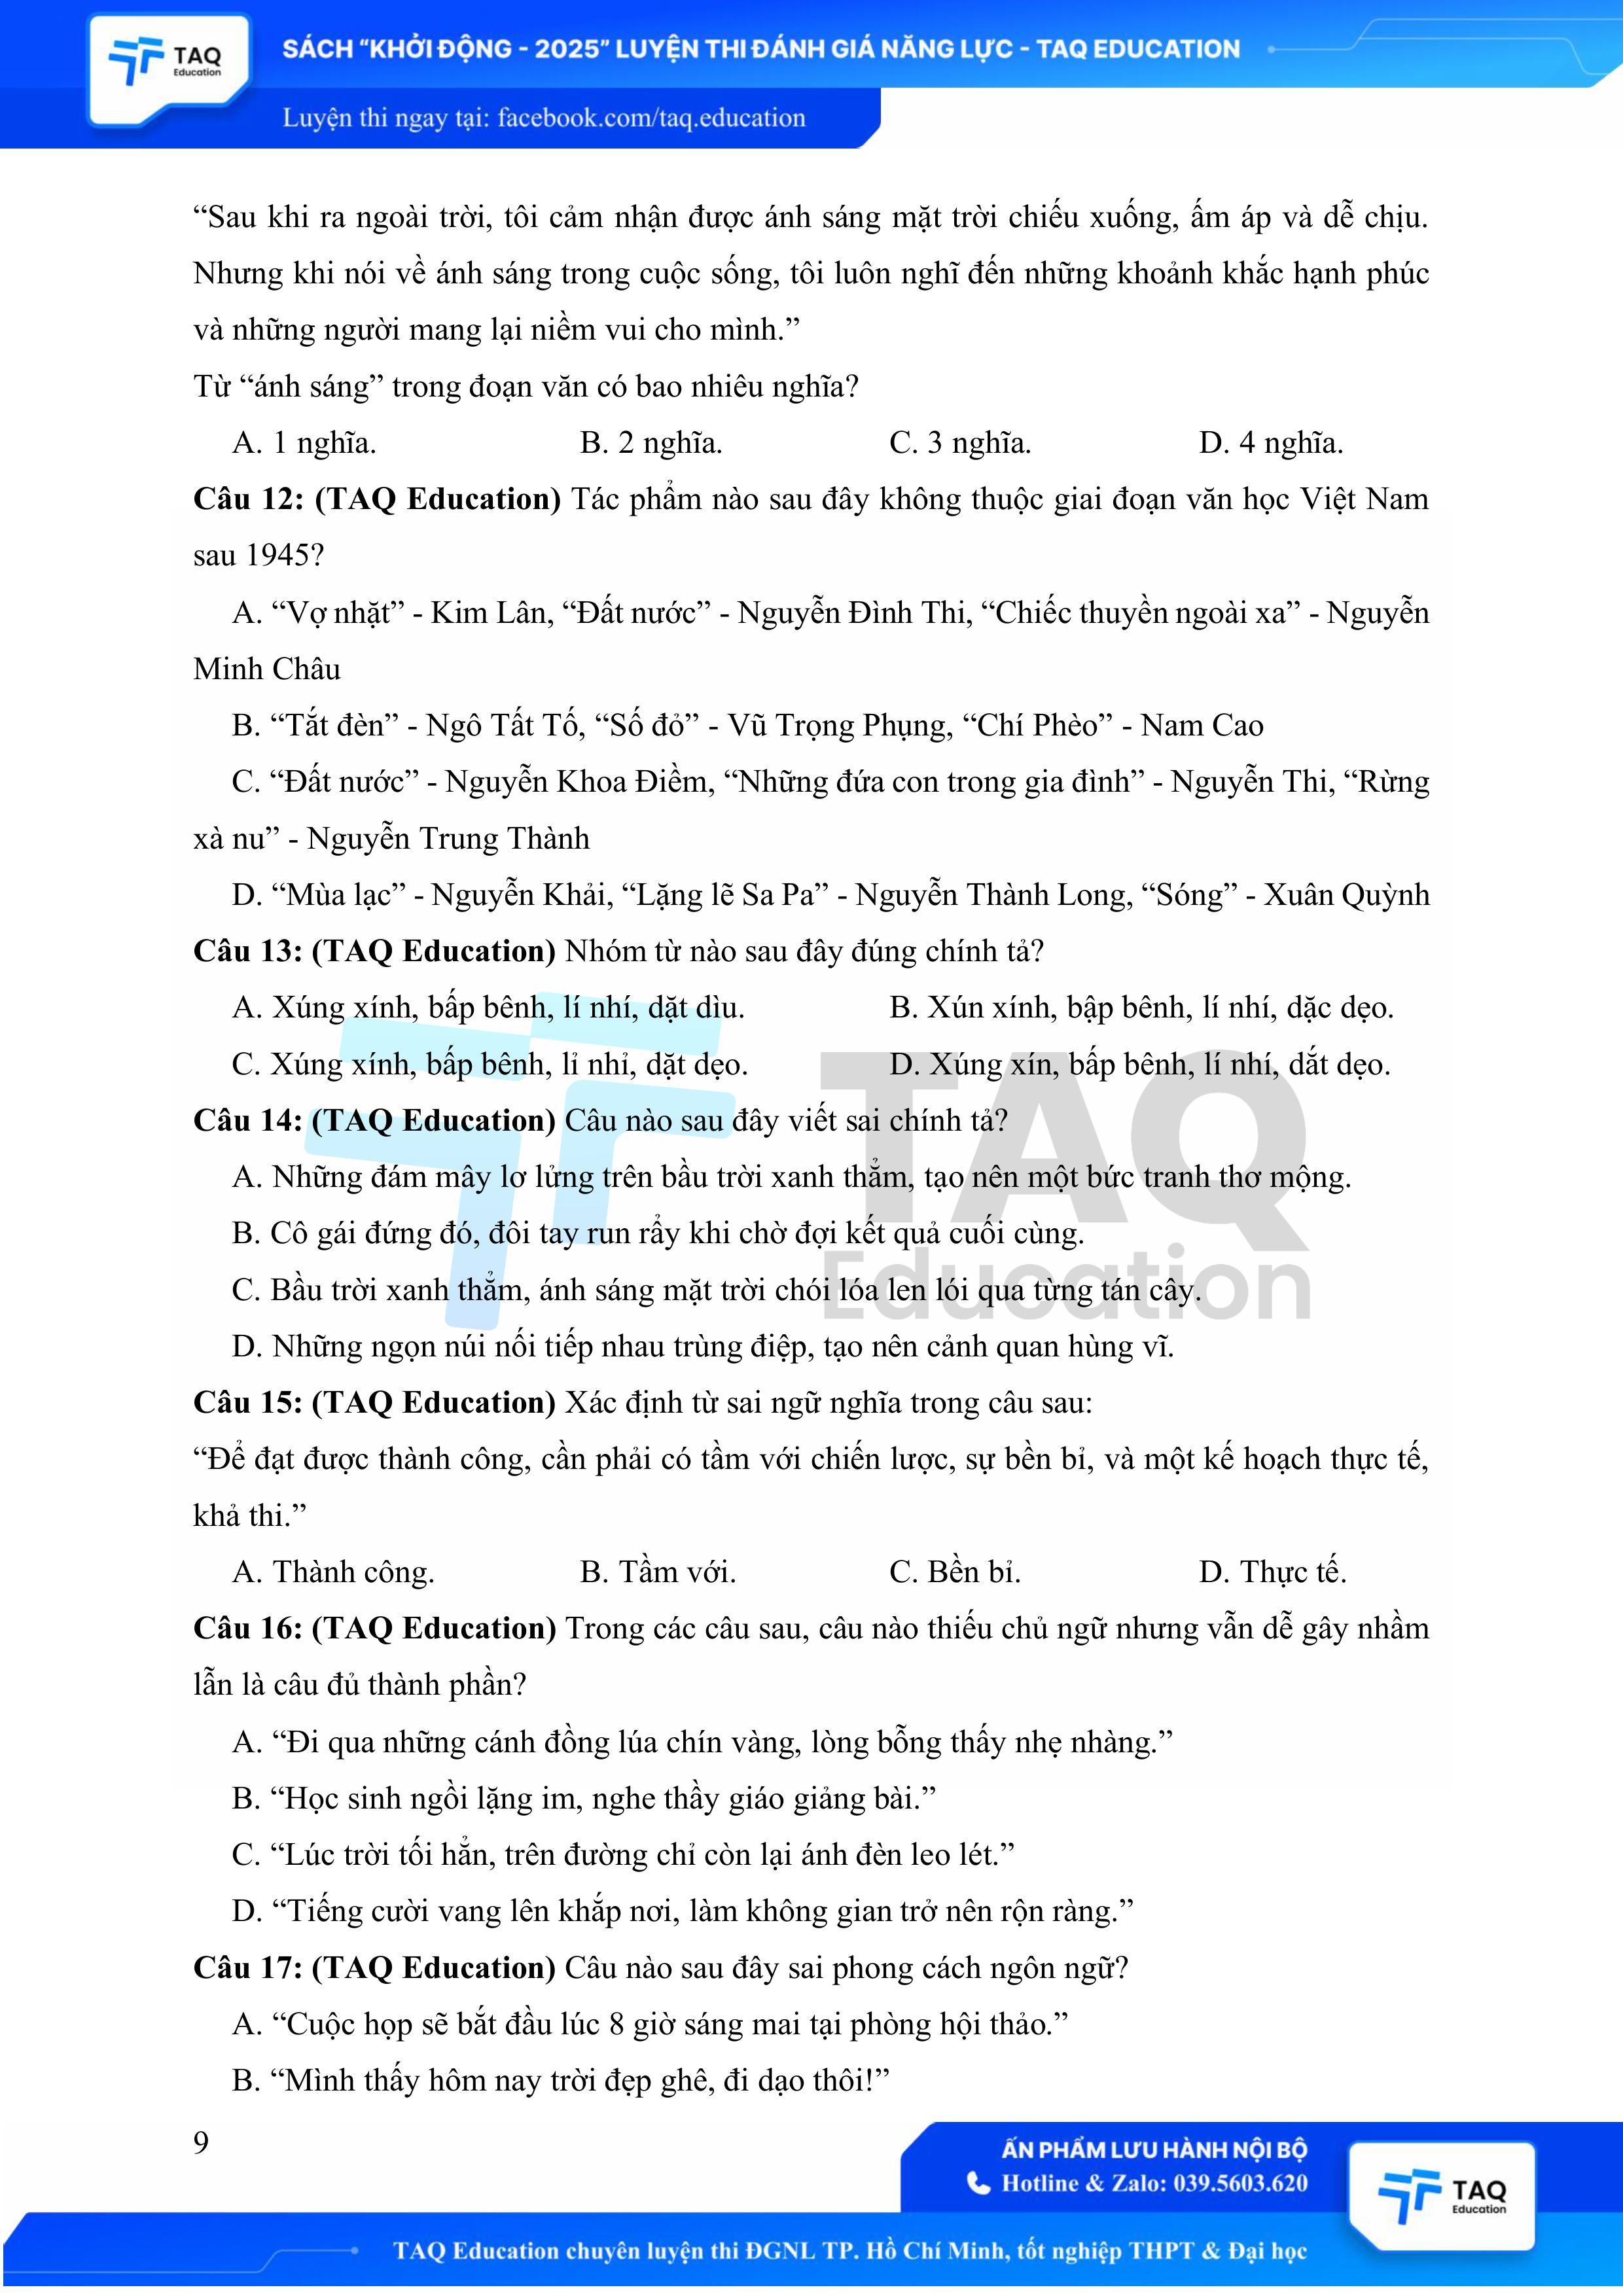 TAQ
Education
SÁCH “KHỞI ĐỘNG - 2025” LUYỆN THI ĐÁNH GIÁ NĂNG LỰC - TAQ EDUCATION
Luyện thi ngay tại: facebook.com/taq.education
“Sau khi ra ngoài trời, tôi cảm nhận được ánh sáng mặt trời chiếu xuống, ấm áp và dễ chịu.
Nhưng khi nói về ánh sáng trong cuộc sống, tôi luôn nghĩ đến những khoảnh khắc hạnh phúc
và những người mang lại niềm vui cho mình.”
Từ “ánh sáng” trong đoạn văn có bao nhiêu nghĩa?
A. 1 nghĩa. B. 2 nghĩa. C. 3 nghĩa. D. 4 nghĩa.
Câu 12: (TAQ Education) Tác phẩm nào sau đây không thuộc giai đoạn văn học Việt Nam
sau 1945?
A. “Vợ nhặt” - Kim Lân, “Đất nước” - Nguyễn Đình Thi, “Chiếc thuyền ngoài xa” - Nguyễn
Minh Châu
B. “Tắt đèn” - Ngô Tất Tố, “Số đỏ” - Vũ Trọng Phụng, “Chí Phèo” - Nam Cao
C. “Đất nước” - Nguyễn Khoa Điềm, “Những đứa con trong gia đình” - Nguyễn Thi, “Rừng
xà nu” - Nguyễn Trung Thành
D. “Mùa lạc” - Nguyễn Khải, “Lặng lẽ Sa Pa” - Nguyễn Thành Long, “Sóng” - Xuân Quỳnh
Câu 13: (TAQ Education) Nhóm từ nào sau đây đúng chính tả?
A. Xúng xính, bấp bênh, lí nhí, dặt dìu. B. Xún xính, bập bênh, lí nhí, dặc dẹo.
C. Xúng xính, bấp bênh, lỉ nhỉ, dặt dẹo. D. Xúng xín, bấp bênh, lí nhí, dắt dẹo.
Câu 14: (TAQ Education) Câu nào sau đây viết sai chính tả?
A. Những đám mây lơ lửng trên bầu trời xanh thẳm, tạo nên một bức tranh thơ mộng.
B. Cô gái đứng đó, đôi tay run rẩy khi chờ đợi kết quả cuối cùng.
C. Bầu trời xanh thẳm, ánh sáng mặt trời chói lóa len lói qua từng tán cây.
D. Những ngọn núi nối tiếp nhau trùng điệp, tạo nên cảnh quan hùng vĩ.
Câu 15: (TAQ Education) Xác định từ sai ngữ nghĩa trong câu sau:
“Để đạt được thành công, cần phải có tầm với chiến lược, sự bền bỉ, và một kế hoạch thực tế,
khả thi.”
A. Thành công. B. Tầm với. C. Bền bỉ. D. Thực tế.
Câu 16: (TAQ Education) Trong các câu sau, câu nào thiếu chủ ngữ nhưng vẫn dễ gây nhầm
lẫn là câu đủ thành phần?
A. “Đi qua những cánh đồng lúa chín vàng, lòng bỗng thấy nhẹ nhàng.”
B. “Học sinh ngồi lặng im, nghe thầy giáo giảng bài.”
C. “Lúc trời tối hẳn, trên đường chỉ còn lại ánh đèn leo lét.”
D. “Tiếng cười vang lên khắp nơi, làm không gian trở nên rộn ràng.”
Câu 17: (TAQ Education) Câu nào sau đây sai phong cách ngôn ngữ?
A. “Cuộc họp sẽ bắt đầu lúc 8 giờ sáng mai tại phòng hội thảo.”
B. “Mình thấy hôm nay trời đẹp ghê, đi dạo thôi!”
TAQ
Education
9
ẤN PHẨM LƯU HÀNH NỘI BỘ
Hotline & Zalo: 039.5603.620
TAQ
Education
TAQ Education chuyên luyện thi ĐGNL TP. Hồ Chí Minh, tốt nghiệp THPT & Đại học